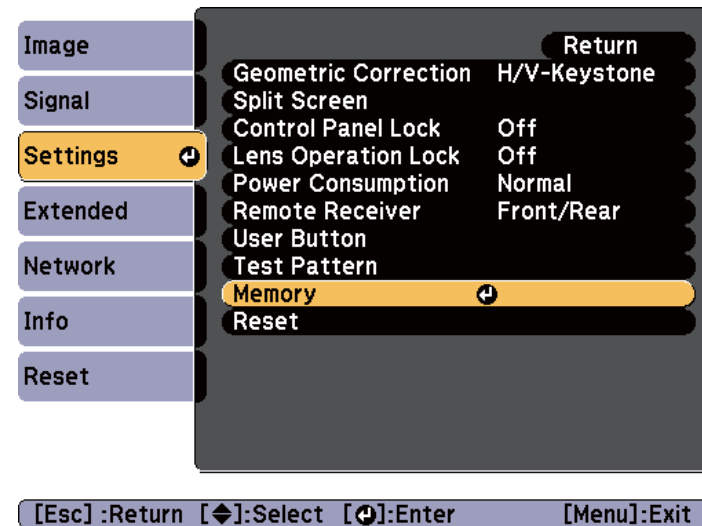 Image
Signal
Settings
Extended
Network
Info
Reset
Return
Geometric Correction H/V-Keystone
Split Screen
Control Panel Lock Off
Lens Operation Lock Off
Power Consumption Normal
Remote Receiver Front/Rear
User Button
Test Pattern
Memory
Reset
[Esc] :Return [◆]:Select [⏎]:Enter [Menu]:Exit